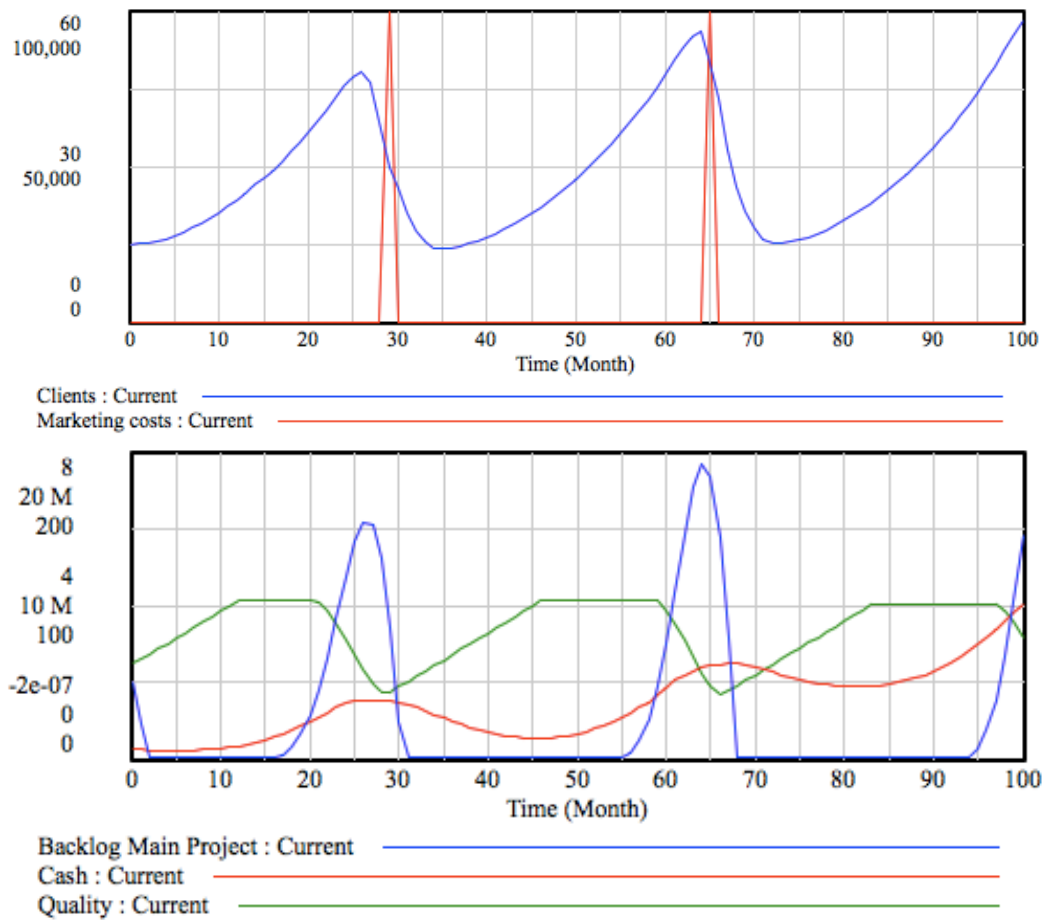 60
100,000
30
50,000
0
0
0 10 20 30 40 50 60 70 80 90 100
Time (Month)
Clients : Current
Marketing costs : Current
8
20 M
200
4
10 M
100
-2e-07
0
0
0 10 20 30 40 50 60 70 80 90 100
Time (Month)
Backlog Main Project : Current
Cash : Current
Quality : Current